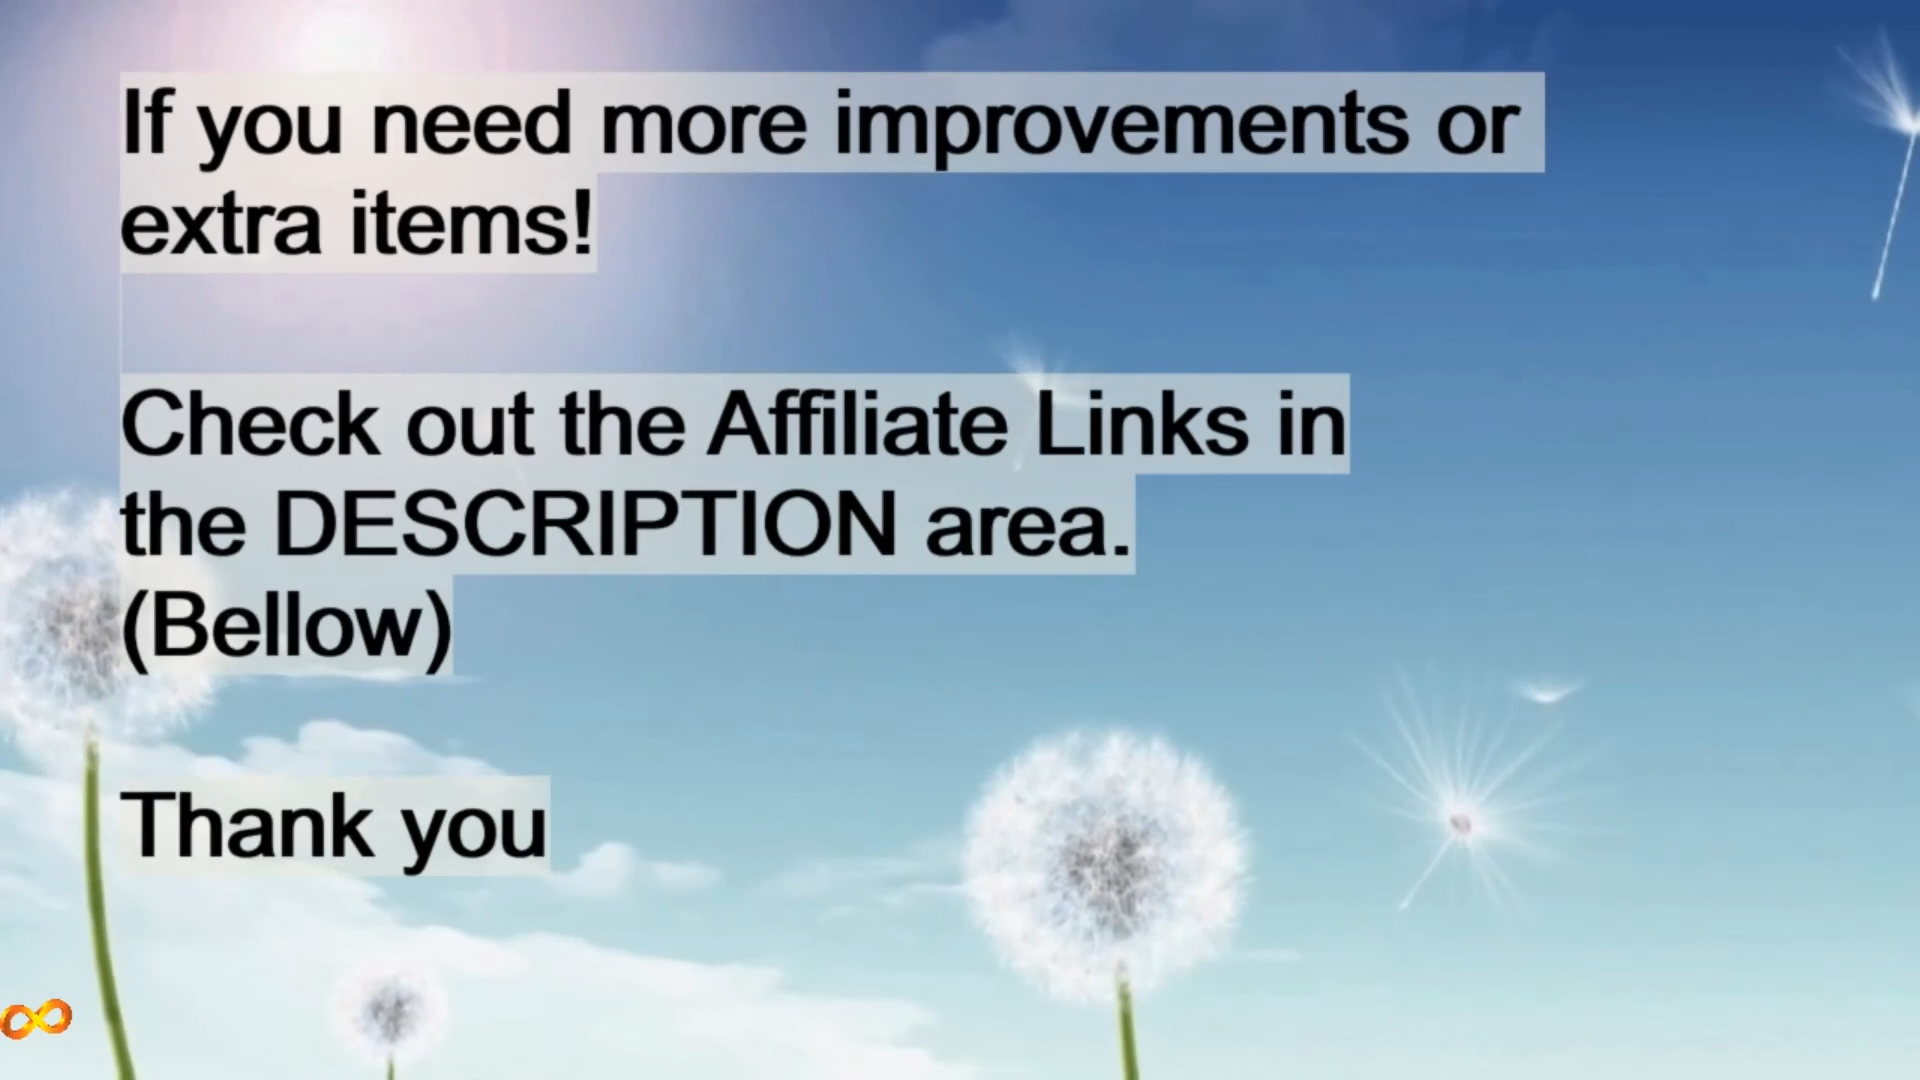 If you need more improvements or
extra items!
Check out the Affiliate Links in
the DESCRIPTION area.
(Bellow)
Thank you